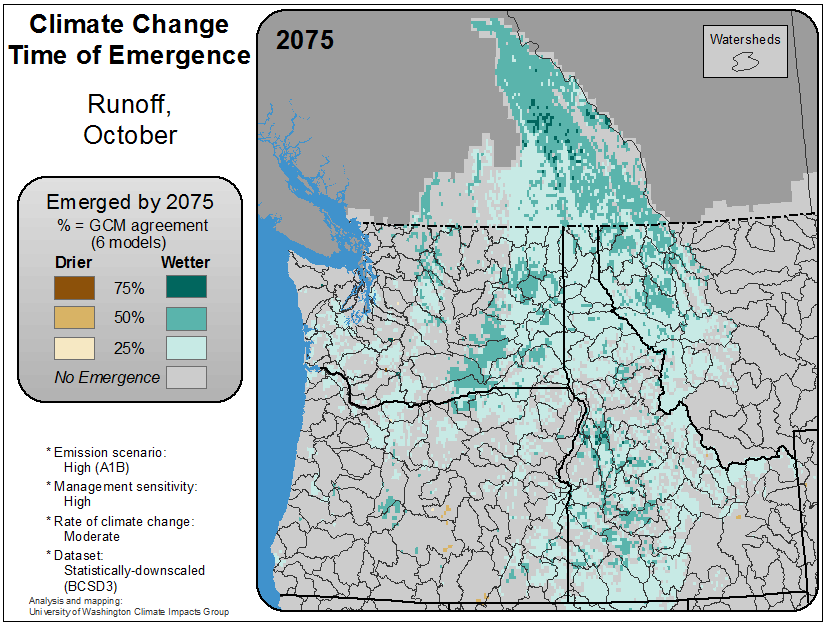 Climate Change
Time of Emergence
Runoff,
October
2075
Watersheds
Emerged by 2075
% = GCM agreement
(6 models)
Drier Wetter
75%
50%
25%
No Emergence
* Emission scenario:
High (A1B)
* Management sensitivity:
High
* Rate of climate change:
Moderate
* Dataset:
Statistically-downscaled
(BCSD3)
Analysis and mapping:
University of Washington Climate Impacts Group